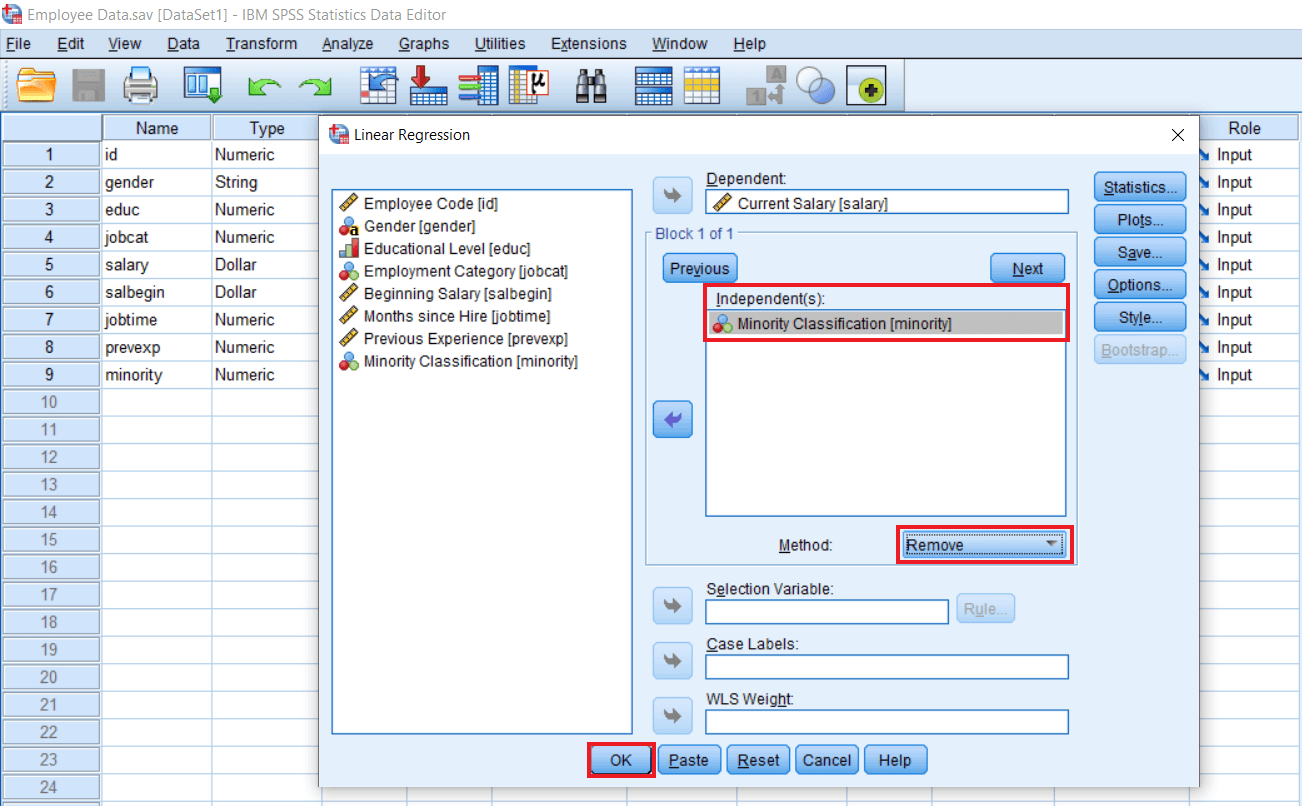 Employee Data.sav [DataSet1] - IBM SPSS Statistics Data Editor
File Edit View Data Transform Analyze Graphs Utilities Extensions Window Help
Name Type Role
1 id Numeric Input
2 gender String Input
3 educ Numeric Input
4 jobcat Numeric Input
5 salary Dollar Input
6 salbegin Dollar Input
7 jobtime Numeric Input
8 prevexp Numeric Input
9 minority Numeric Input
10
11
12
13
14
15
16
17
18
19
20
21
22
23
24
Linear Regression
Employee Code [id]
Gender [gender]
Educational Level [educ]
Employment Category [jobcat]
Beginning Salary [salbegin]
Months since Hire [jobtime]
Previous Experience [prevexp]
Minority Classification [minority]
Dependent:
Current Salary [salary]
Block 1 of 1
Previous Next
Independent(s):
Minority Classification [minority]
Method: Remove
Selection Variable:
Rule...
Case Labels:
WLS Weight:
Statistics...
Plots...
Save...
Options...
Style...
Bootstrap...
OK Paste Reset Cancel Help